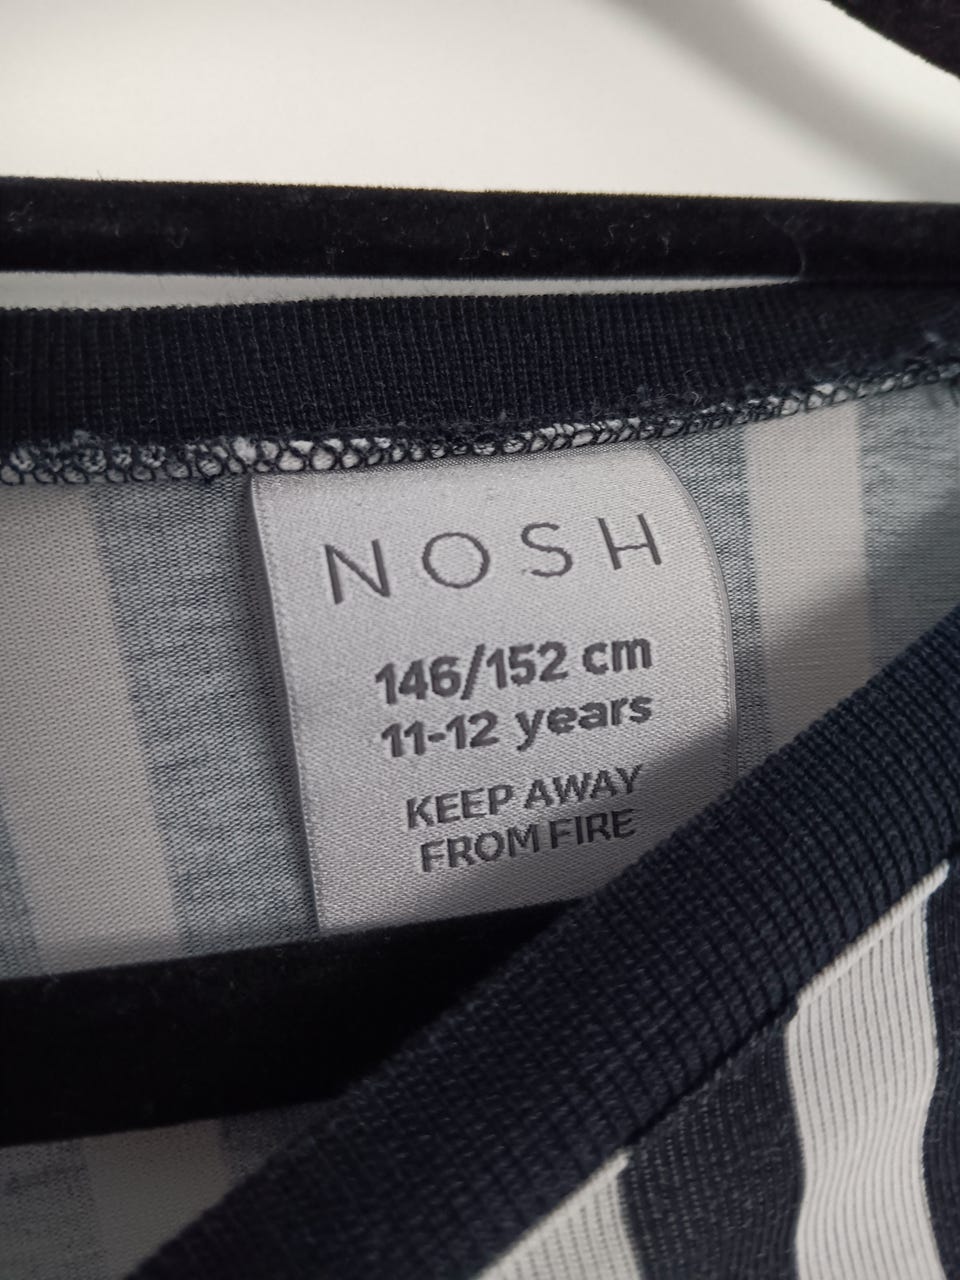 NOSH
146/152 cm
11-12 years
KEEP AWAY
FROM FIRE